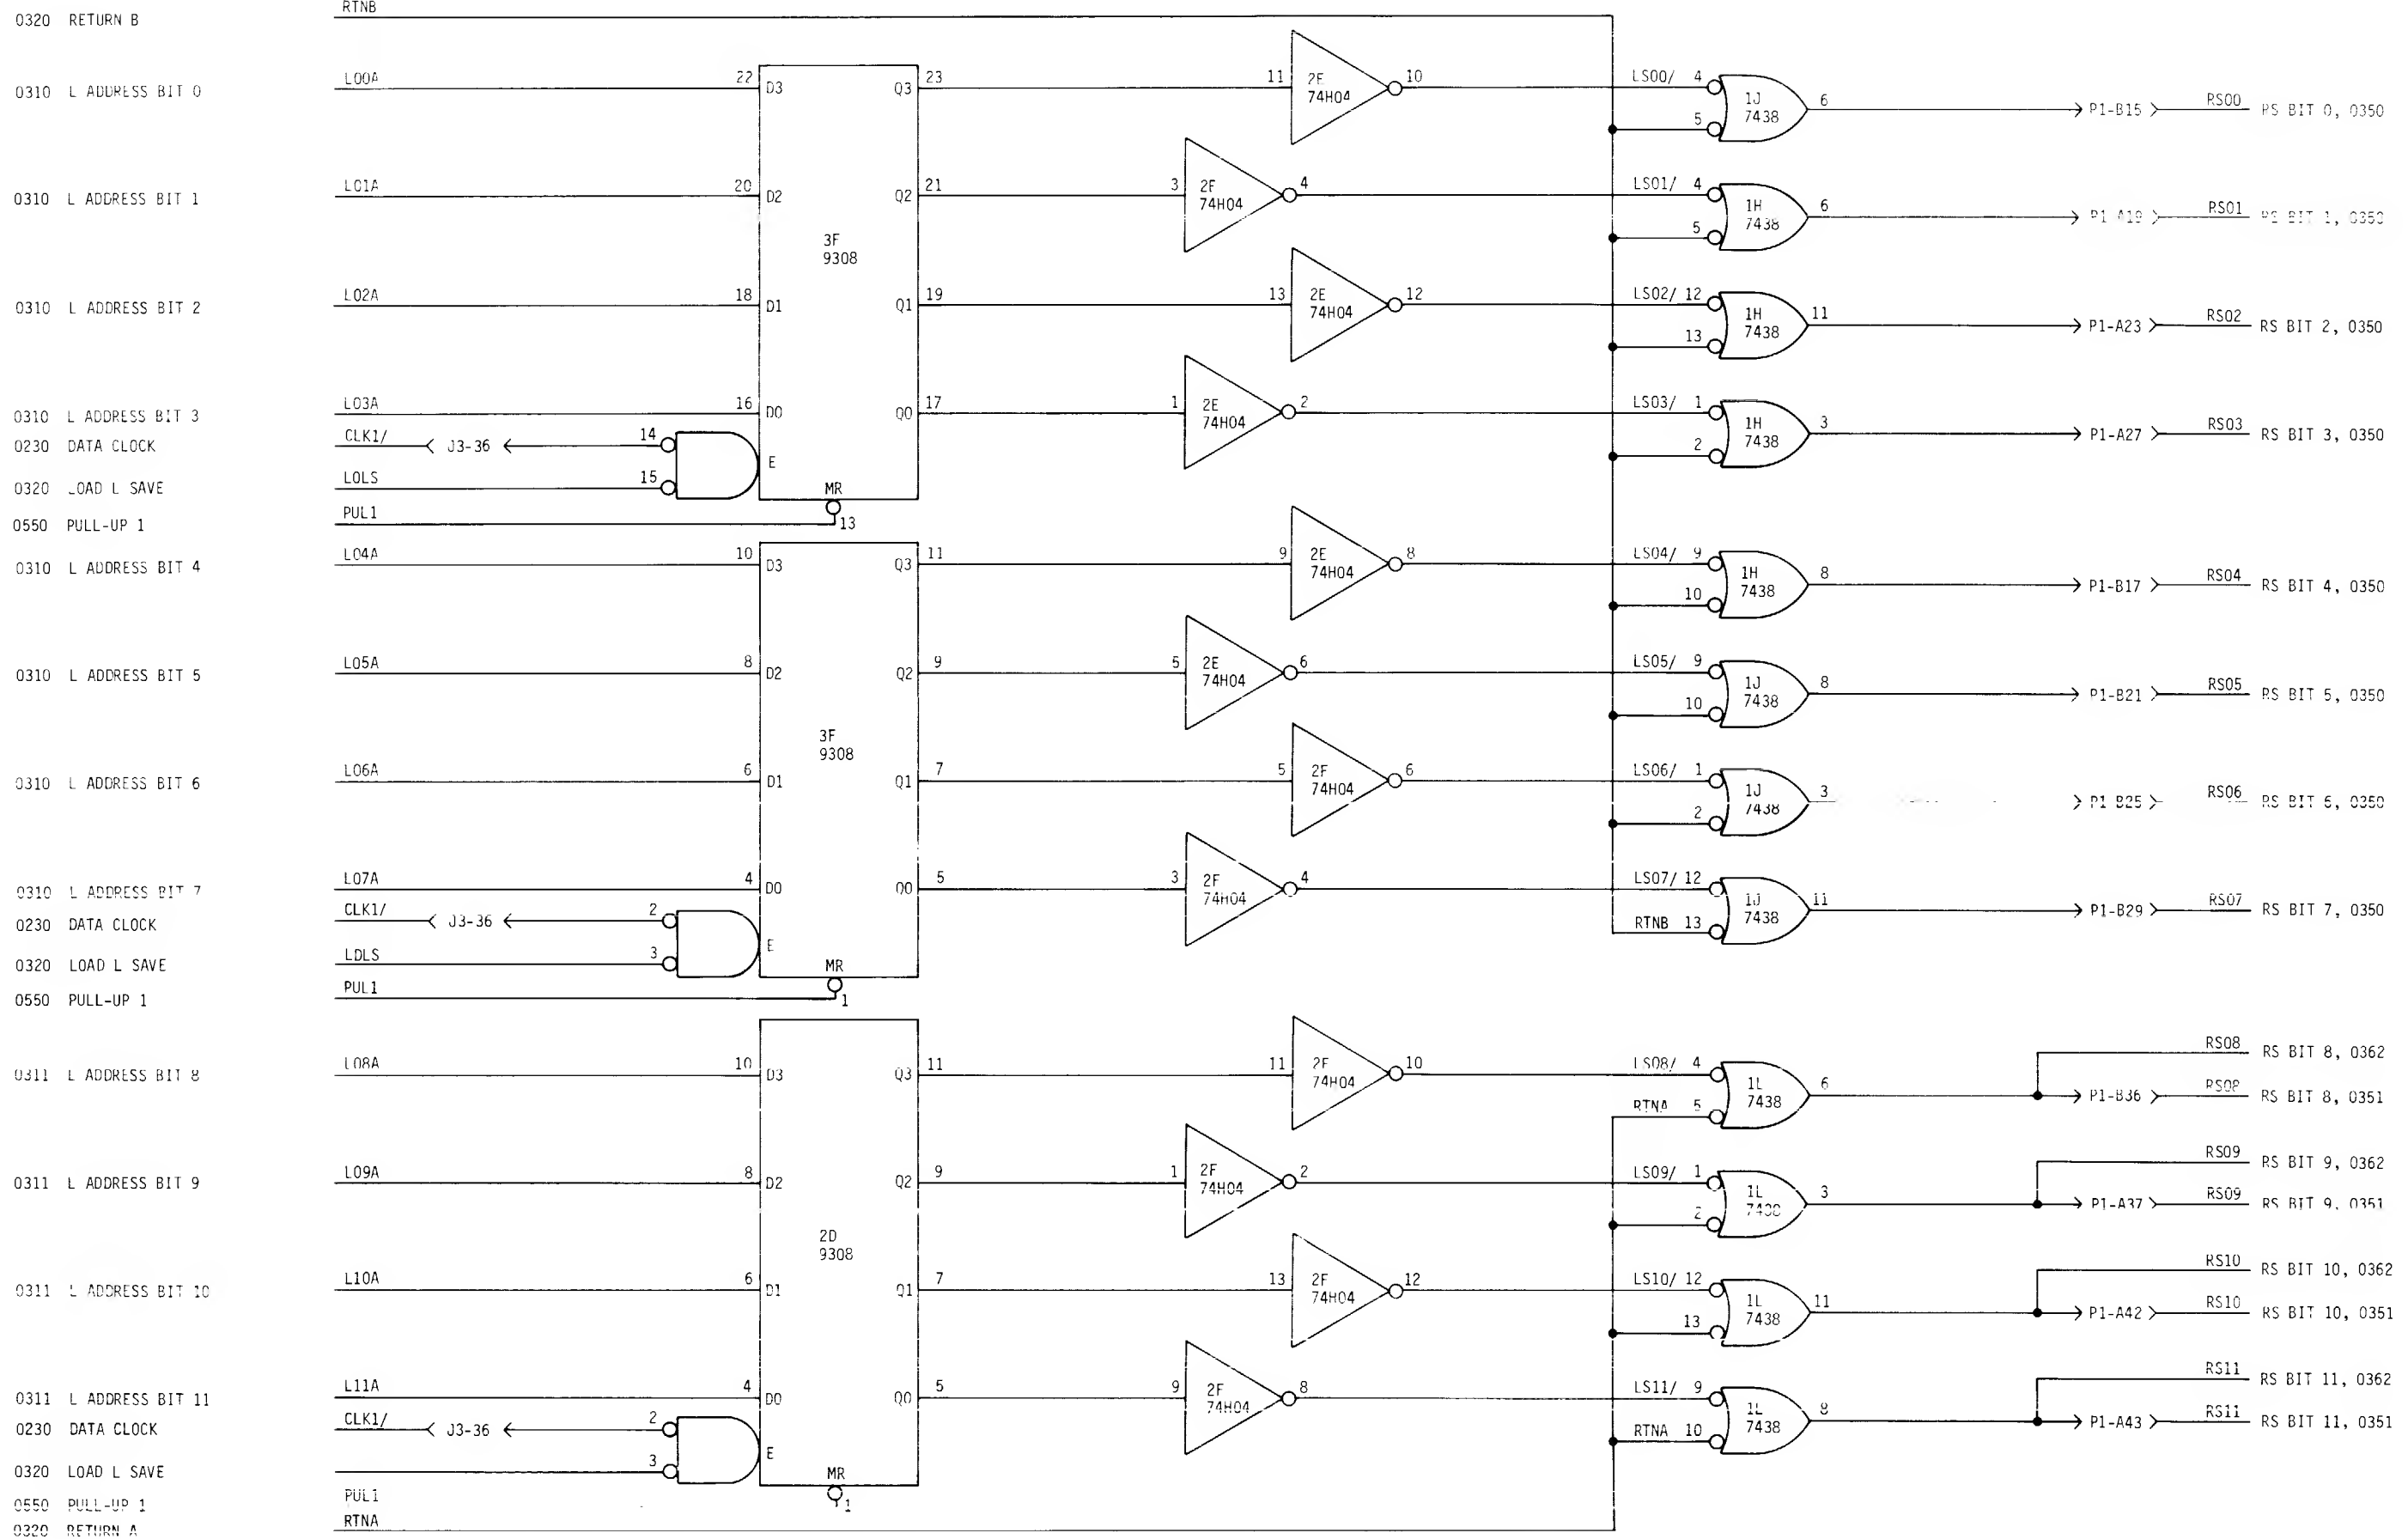 0320 RETURN B RTNB
0310 L ADDRESS BIT 0 L00A 22 D3 Q3 23 11 2E 74H04 10 LS00/ 4 5 1J 7438 6 P1-B15 RS00 RS BIT 0, 0350
0310 L ADDRESS BIT 1 L01A 20 D2 Q2 21 3 2F 74H04 4 LS01/ 4 5 1H 7438 6 P1 A19 RS01 RS BIT 1, 0350
3F 9308
0310 L ADDRESS BIT 2 L02A 18 D1 Q1 19 13 2E 74H04 12 LS02/ 12 13 1H 7438 11 P1-A23 RS02 RS BIT 2, 0350
0310 L ADDRESS BIT 3 L03A 16 D0 Q0 17 1 2E 74H04 2 LS03/ 1 2 1H 7438 3 P1-A27 RS03 RS BIT 3, 0350
0230 DATA CLOCK CLK1/ J3-36 14 E
0320 LOAD L SAVE LOLS 15 MR
0550 PULL-UP 1 PUL1 13
0310 L ADDRESS BIT 4 L04A 10 D3 Q3 11 9 2E 74H04 8 LS04/ 9 10 1H 7438 8 P1-B17 RS04 RS BIT 4, 0350
0310 L ADDRESS BIT 5 L05A 8 D2 Q2 9 5 2E 74H04 6 LS05/ 9 10 1J 7438 8 P1-B21 RS05 RS BIT 5, 0350
3F 9308
0310 L ADDRESS BIT 6 L06A 6 D1 Q1 7 5 2F 74H04 6 LS06/ 1 2 1J 7438 3 P1 B25 RS06 RS BIT 6, 0350
0310 L ADDRESS BIT 7 L07A 4 D0 Q0 5 3 2F 74H04 4 LS07/ 12 RTNB 13 1J 7438 11 P1-B29 RS07 RS BIT 7, 0350
0230 DATA CLOCK CLK1/ J3-36 2 E
0320 LOAD L SAVE LDLS 3 MR
0550 PULL-UP 1 PUL1 1
RS08 RS BIT 8, 0362
0311 L ADDRESS BIT 8 L08A 10 D3 Q3 11 11 2F 74H04 10 LS08/ 4 RTNA 5 1L 7438 6 P1-B36 RS08 RS BIT 8, 0351
RS09 RS BIT 9, 0362
0311 L ADDRESS BIT 9 L09A 8 D2 Q2 9 1 2F 74H04 2 LS09/ 1 2 1L 7438 3 P1-A37 RS09 RS BIT 9, 0351
2D 9308
RS10 RS BIT 10, 0362
0311 L ADDRESS BIT 10 L10A 6 D1 Q1 7 13 2F 74H04 12 LS10/ 12 13 1L 7438 11 P1-A42 RS10 RS BIT 10, 0351
RS11 RS BIT 11, 0362
0311 L ADDRESS BIT 11 L11A 4 D0 Q0 5 9 2F 74H04 8 LS11/ 9 RTNA 10 1L 7438 8 P1-A43 RS11 RS BIT 11, 0351
0230 DATA CLOCK CLK1/ J3-36 2 E
0320 LOAD L SAVE 3 MR
0550 PULL-UP 1 PUL1 1
0320 RETURN A RTNA